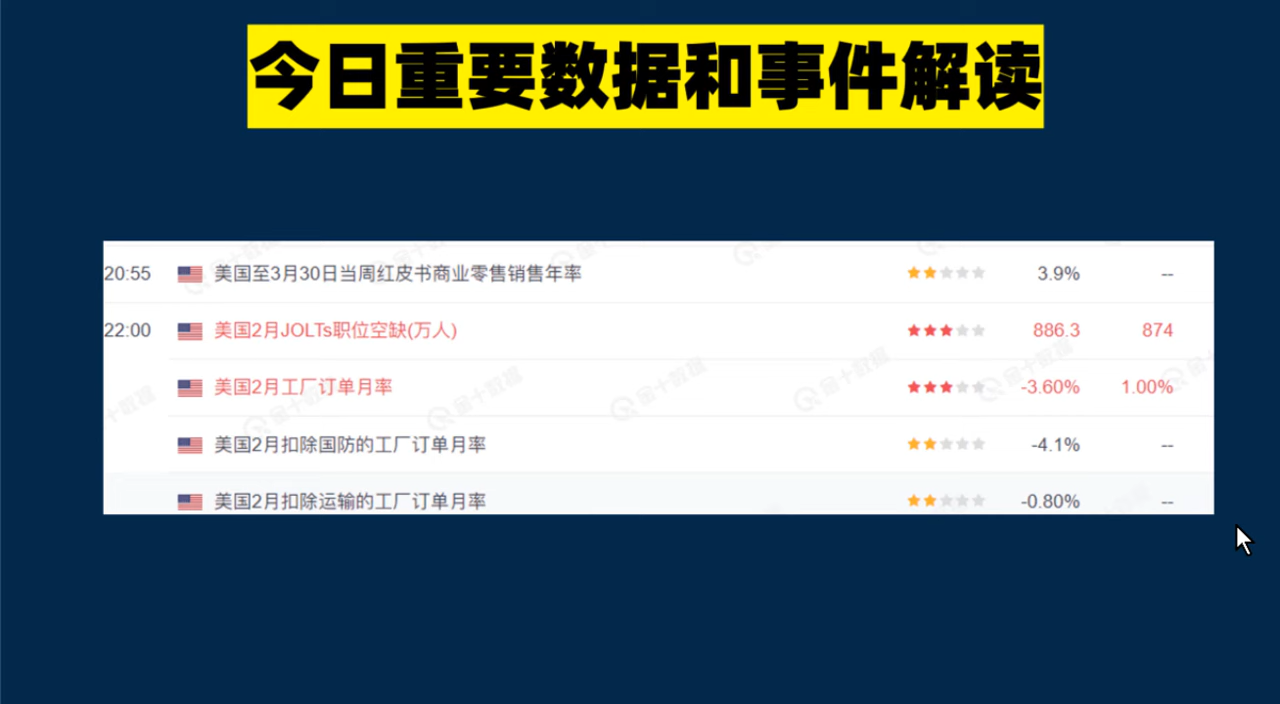 今日重要数据和事件解读
20:55 美国至3月30日当周红皮书商业零售销售年率 3.9% --
22:00 美国2月JOLTs职位空缺(万人) 886.3 874
美国2月工厂订单月率 -3.60% 1.00%
美国2月扣除国防的工厂订单月率 -4.1% --
美国2月扣除运输的工厂订单月率 -0.80% --
金十数据